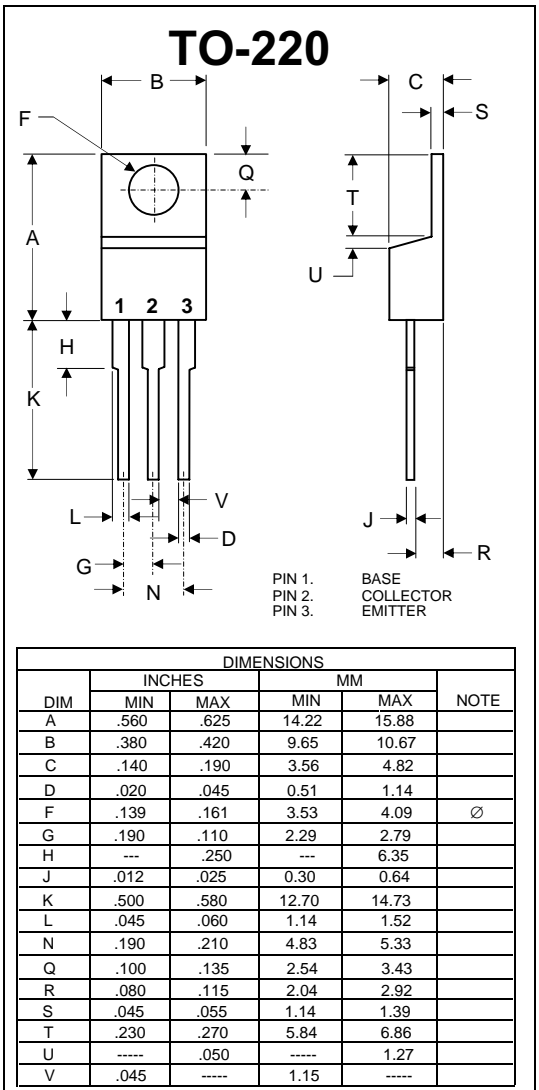 TO-220
B
C
S
F
Q
T
A
U
1 2 3
H
K
V
L
J
D
R
G
N
PIN 1. BASE
PIN 2. COLLECTOR
PIN 3. EMITTER
DIMENSIONS
INCHES MM
DIM MIN MAX MIN MAX NOTE
A .560 .625 14.22 15.88
B .380 .420 9.65 10.67
C .140 .190 3.56 4.82
D .020 .045 0.51 1.14
F .139 .161 3.53 4.09 ∅
G .190 .110 2.29 2.79
H --- .250 --- 6.35
J .012 .025 0.30 0.64
K .500 .580 12.70 14.73
L .045 .060 1.14 1.52
N .190 .210 4.83 5.33
Q .100 .135 2.54 3.43
R .080 .115 2.04 2.92
S .045 .055 1.14 1.39
T .230 .270 5.84 6.86
U ----- .050 ----- 1.27
V .045 ----- 1.15 -----